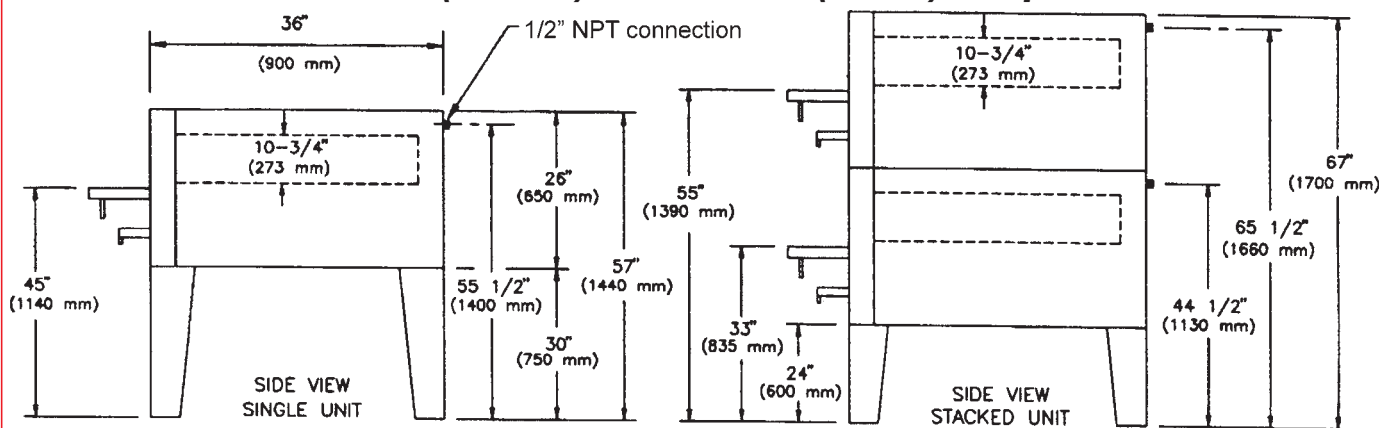 36"
(900 mm)
1/2" NPT connection
10-3/4"
(273 mm)
26"
(650 mm)
45"
(1140 mm)
55 1/2"
(1400 mm)
57"
(1440 mm)
30"
(750 mm)
SIDE VIEW
SINGLE UNIT
10-3/4"
(273 mm)
55"
(1390 mm)
67"
(1700 mm)
65 1/2"
(1660 mm)
44 1/2"
(1130 mm)
33"
(835 mm)
24"
(600 mm)
SIDE VIEW
STACKED UNIT